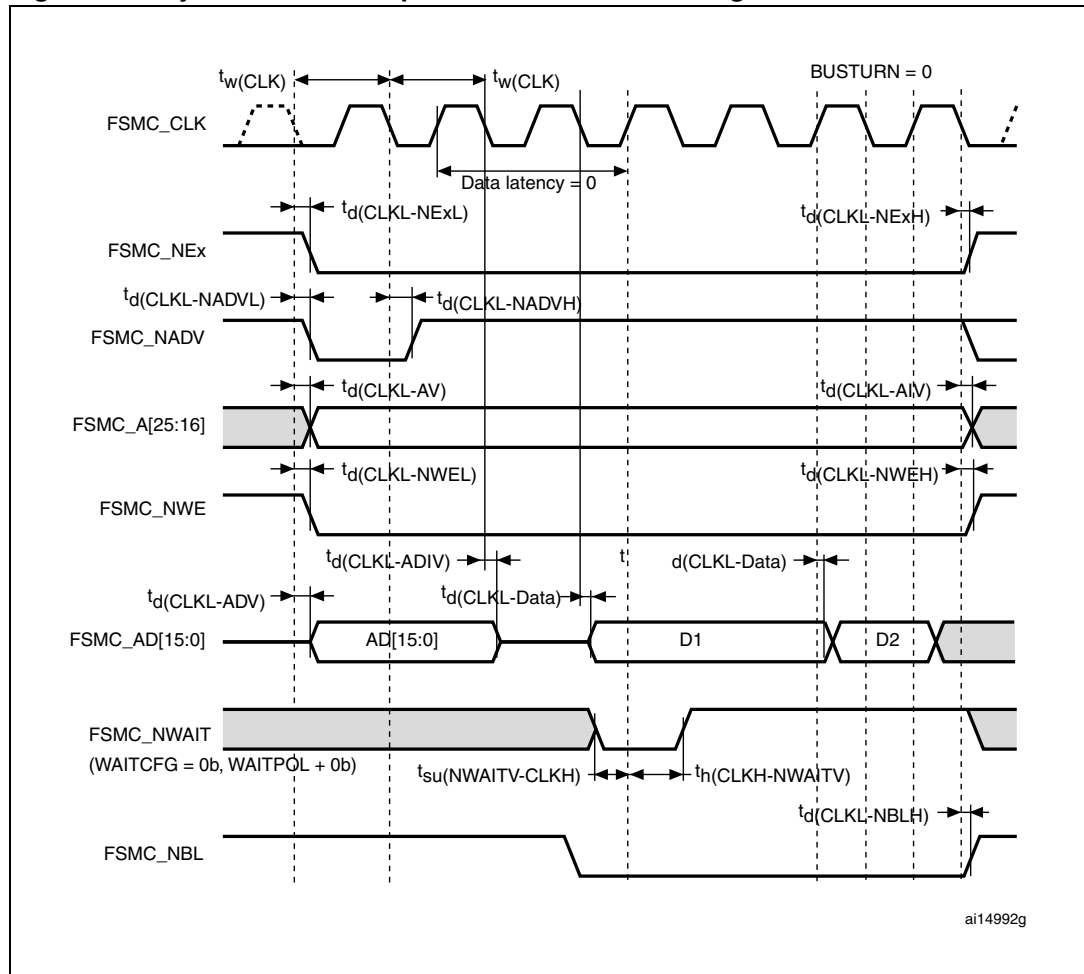 tw(CLK) tw(CLK) BUSTURN = 0
FSMC_CLK
Data latency = 0
td(CLKL-NExL) td(CLKL-NExH)
FSMC_NEx
td(CLKL-NADVL) td(CLKL-NADVH)
FSMC_NADV
td(CLKL-AV) td(CLKL-AIV)
FSMC_A[25:16]
td(CLKL-NWEL) td(CLKL-NWEH)
FSMC_NWE
td(CLKL-ADIV) t d(CLKL-Data)
td(CLKL-ADV) td(CLKL-Data)
FSMC_AD[15:0] AD[15:0] D1 D2
FSMC_NWAIT
(WAITCFG = 0b, WAITPOL + 0b) tsu(NWAITV-CLKH) th(CLKH-NWAITV)
td(CLKL-NBLH)
FSMC_NBL
ai14992g